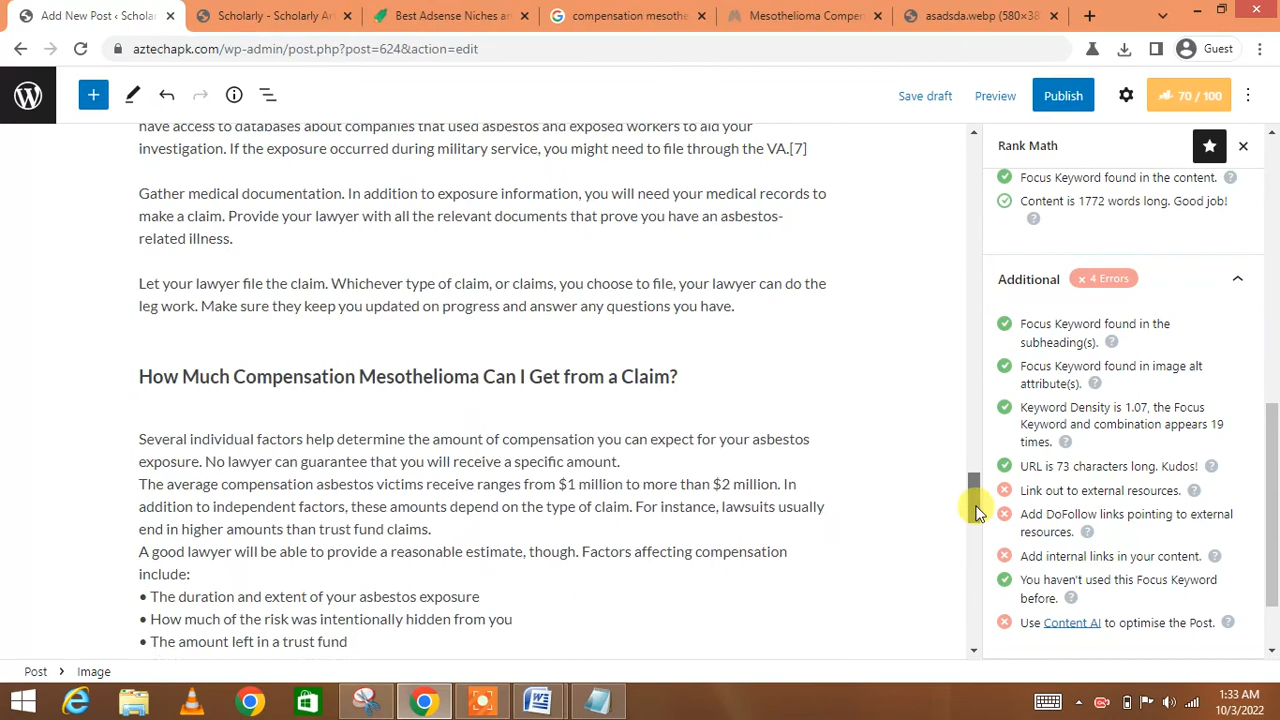 Add New Post ‹ Scholar
Scholarly - Scholarly An
Best Adsense Niches an
compensation mesothe
Mesothelioma Compen
asadsda.webp (580×38
aztechapk.com/wp-admin/post.php?post=624&action=edit
Guest
Save draft
Preview
Publish
70 / 100
have access to databases about companies that used asbestos and exposed workers to aid your
investigation. If the exposure occurred during military service, you might need to file through the VA.[7]
Gather medical documentation. In addition to exposure information, you will need your medical records to
make a claim. Provide your lawyer with all the relevant documents that prove you have an asbestos-
related illness.
Let your lawyer file the claim. Whichever type of claim, or claims, you choose to file, your lawyer can do the
leg work. Make sure they keep you updated on progress and answer any questions you have.
How Much Compensation Mesothelioma Can I Get from a Claim?
Several individual factors help determine the amount of compensation you can expect for your asbestos
exposure. No lawyer can guarantee that you will receive a specific amount.
The average compensation asbestos victims receive ranges from $1 million to more than $2 million. In
addition to independent factors, these amounts depend on the type of claim. For instance, lawsuits usually
end in higher amounts than trust fund claims.
A good lawyer will be able to provide a reasonable estimate, though. Factors affecting compensation
include:
• The duration and extent of your asbestos exposure
• How much of the risk was intentionally hidden from you
• The amount left in a trust fund
Rank Math
Focus Keyword found in the content.
Content is 1772 words long. Good job!
Additional
× 4 Errors
Focus Keyword found in the
subheading(s).
Focus Keyword found in image alt
attribute(s).
Keyword Density is 1.07, the Focus
Keyword and combination appears 19
times.
URL is 73 characters long. Kudos!
Link out to external resources.
Add DoFollow links pointing to external
resources.
Add internal links in your content.
You haven't used this Focus Keyword
before.
Use Content AI to optimise the Post.
Post
Image
1:33 AM
10/3/2022